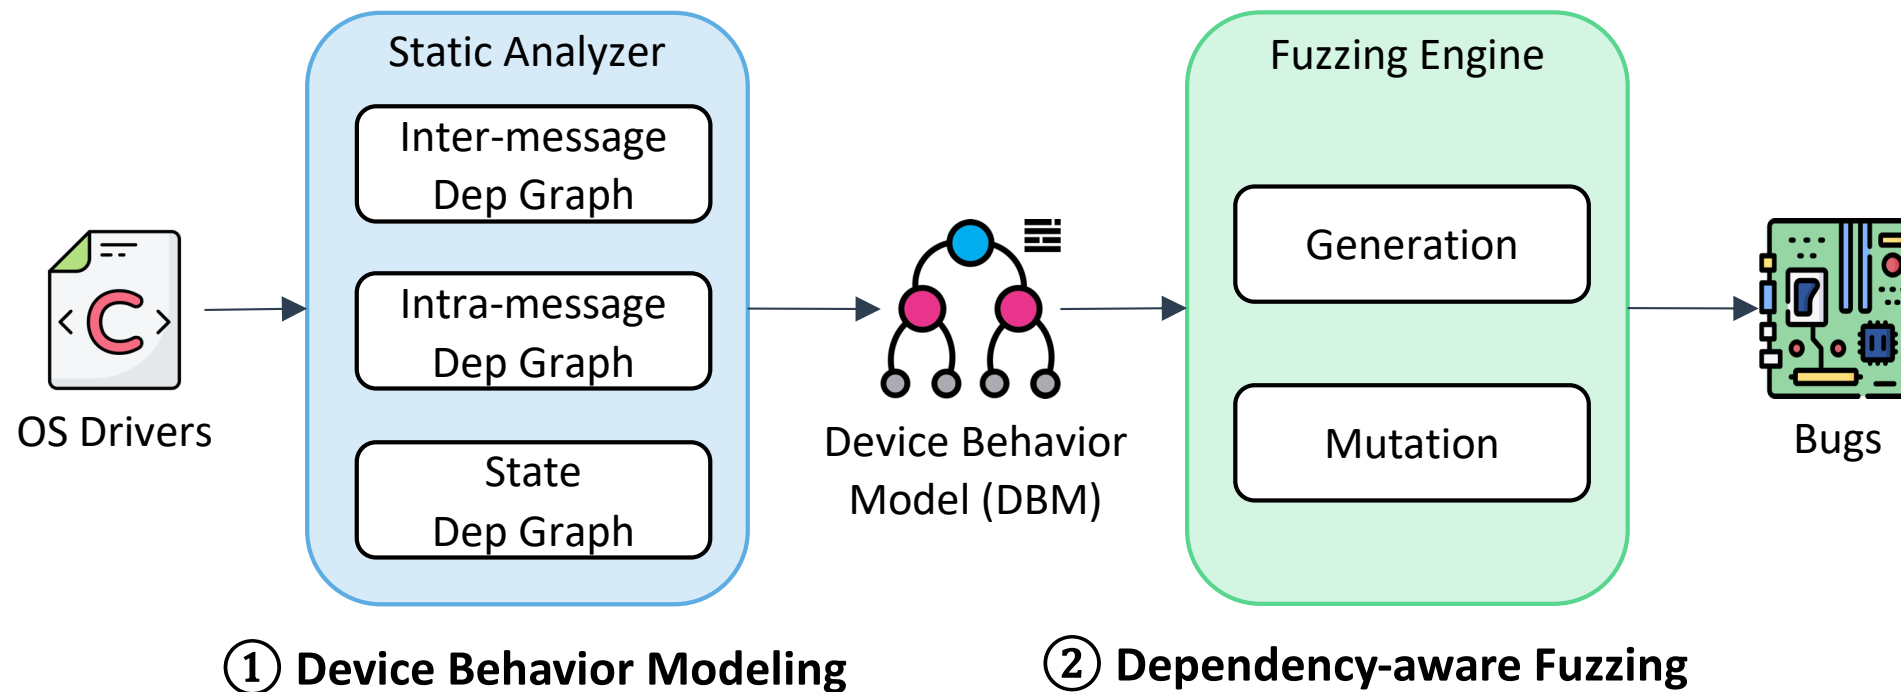 Static Analyzer
Inter-message
Dep Graph
Intra-message
Dep Graph
State
Dep Graph
Fuzzing Engine
Generation
Mutation
< C >
OS Drivers
Device Behavior
Model (DBM)
Bugs
① Device Behavior Modeling
② Dependency-aware Fuzzing